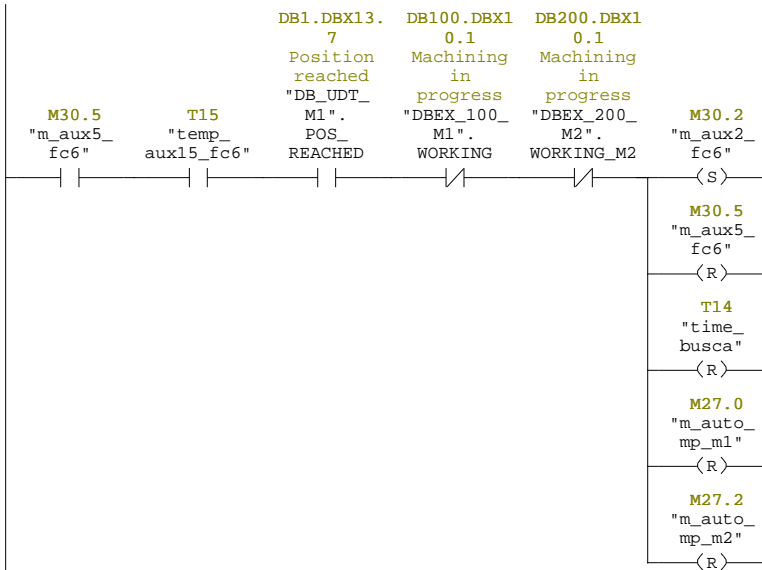 DB1.DBX13. DB100.DBX1 DB200.DBX1
7 0.1 0.1
Position Machining Machining
reached in in
"DB_UDT_ progress progress
M30.5 T15 M1". "DBEX_100_ "DBEX_200_ M30.2
"m_aux5_ "temp_ POS_ M1". M2". "m_aux2_
fc6" aux15_fc6" REACHED WORKING WORKING_M2 fc6"
S
M30.5
"m_aux5_
fc6"
R
T14
"time_
busca"
R
M27.0
"m_auto_
mp_m1"
R
M27.2
"m_auto_
mp_m2"
R